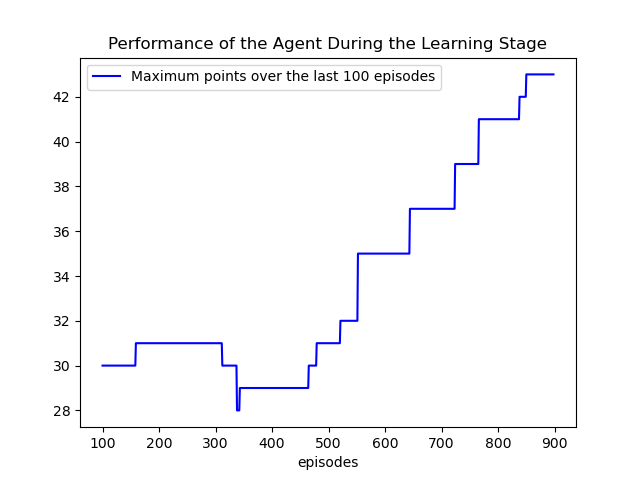 Performance of the Agent During the Learning Stage
Maximum points over the last 100 episodes
42
40
38
36
34
32
30
28
100 200 300 400 500 600 700 800 900
episodes